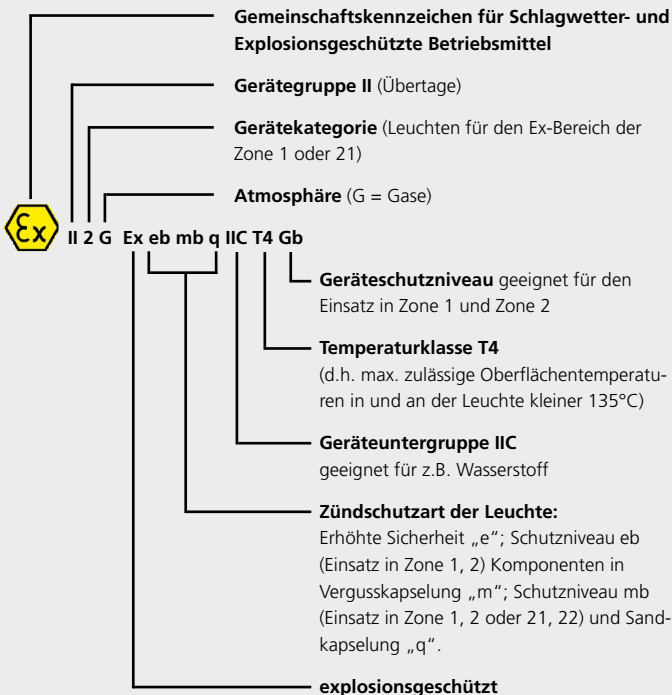 Gemeinschaftskennzeichen für Schlagwetter- und
Explosionsgeschützte Betriebsmittel
Gerätegruppe II (Übertage)
Gerätekategorie (Leuchten für den Ex-Bereich der
Zone 1 oder 21)
Atmosphäre (G = Gase)
Ex II 2 G Ex eb mb q IIC T4 Gb
Geräteschutzniveau geeignet für den
Einsatz in Zone 1 und Zone 2
Temperaturklasse T4
(d.h. max. zulässige Oberflächentemperatu-
ren in und an der Leuchte kleiner 135°C)
Geräteuntergruppe IIC
geeignet für z.B. Wasserstoff
Zündschutzart der Leuchte:
Erhöhte Sicherheit „e“; Schutzniveau eb
(Einsatz in Zone 1, 2) Komponenten in
Vergusskapselung „m“; Schutzniveau mb
(Einsatz in Zone 1, 2 oder 21, 22) und Sand-
kapselung „q“.
explosionsgeschützt